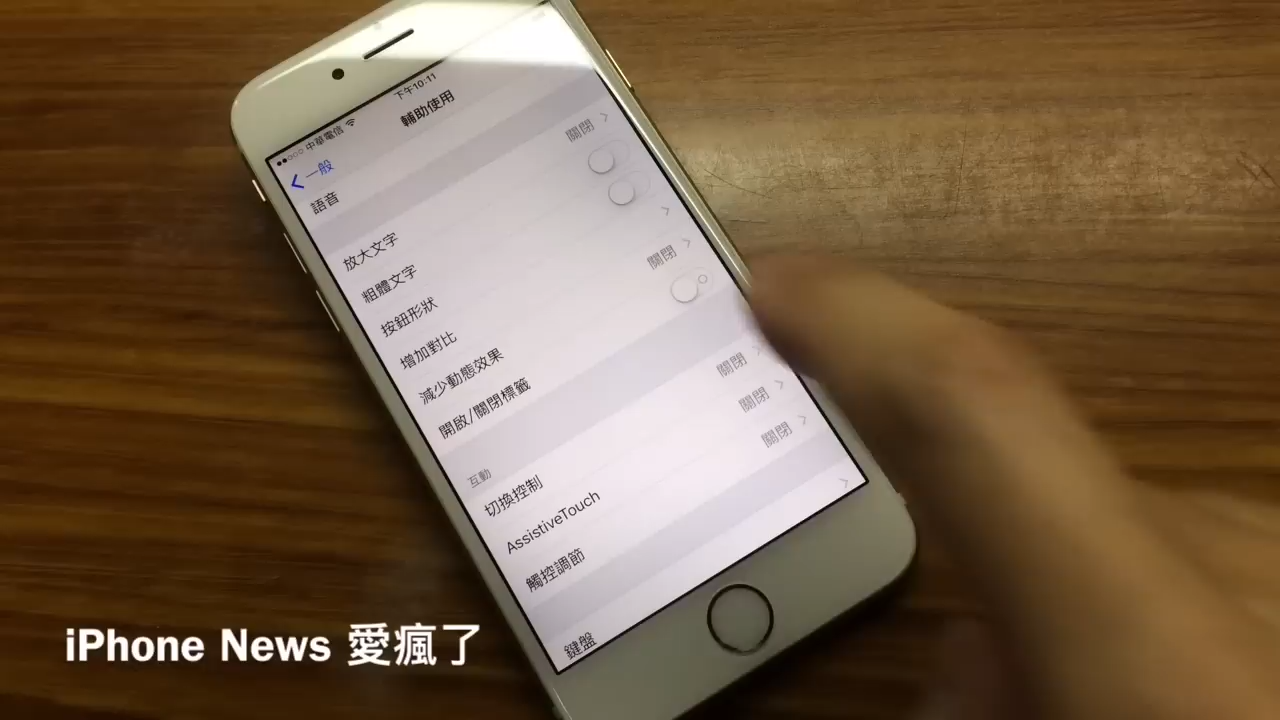 中華電信
下午10:11
一般
輔助使用
語音
關閉
放大文字
粗體文字
按鈕形狀
增加對比
減少動態效果
關閉
開啟/關閉標籤
互動
切換控制
關閉
AssistiveTouch
關閉
觸控調節
關閉
鍵盤
iPhone News 愛瘋了